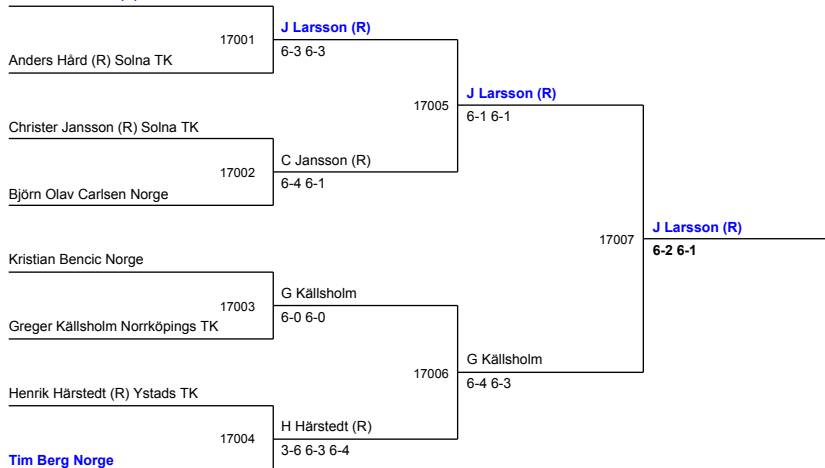 J Larsson (R)
17001
6-3 6-3
Anders Hård (R) Solna TK
J Larsson (R)
17005
6-1 6-1
Christer Jansson (R) Solna TK
C Jansson (R)
17002
6-4 6-1
Björn Olav Carlsen Norge
J Larsson (R)
17007
6-2 6-1
Kristian Bencic Norge
G Källsholm
17003
6-0 6-0
Greger Källsholm Norrköpings TK
G Källsholm
17006
6-4 6-3
Henrik Härstedt (R) Ystads TK
H Härstedt (R)
17004
3-6 6-3 6-4
Tim Berg Norge